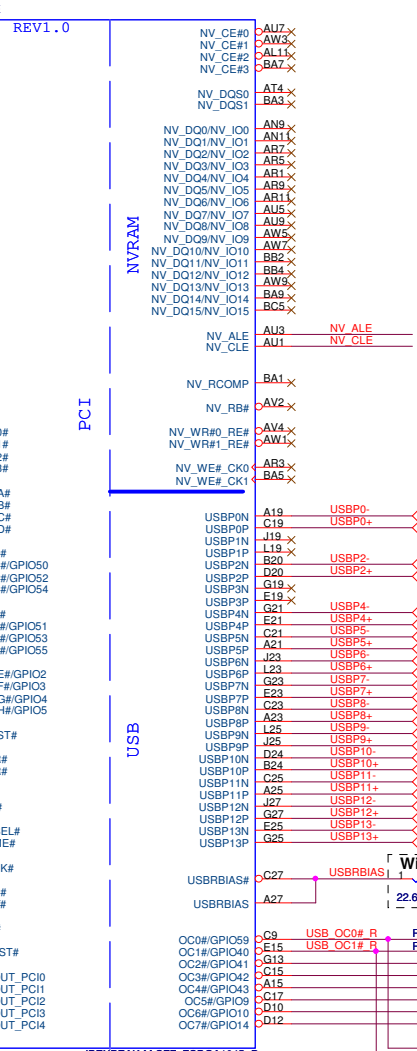 REV1.0
NV_CE#0 AU7
NV_CE#1 AW3
NV_CE#2 AL11
NV_CE#3 BA7
NV_DQS0 AT4
NV_DQS1 BA3
NV_DQ0/NV_IO0 AN9
NV_DQ1/NV_IO1 AN11
NV_DQ2/NV_IO2 AR7
NV_DQ3/NV_IO3 AR5
NV_DQ4/NV_IO4 AR1
NV_DQ5/NV_IO5 AR9
NV_DQ6/NV_IO6 AR11
NV_DQ7/NV_IO7 AU5
NV_DQ8/NV_IO8 AU9
NV_DQ9/NV_IO9 AW5
NV_DQ10/NV_IO10 AW7
NV_DQ11/NV_IO11 BB2
NV_DQ12/NV_IO12 BB4
NV_DQ13/NV_IO13 AW9
NV_DQ14/NV_IO14 BA9
NV_DQ15/NV_IO15 BC5
NVRAM
NV_ALE AU3 NV_ALE
NV_CLE AU1 NV_CLE
NV_RCOMP BA1
PCI
NV_RB# AV2
NV_WR#0_RE# AV4
NV_WR#1_RE# AW1
NV_WE#_CK0 AR3
NV_WE#_CK1 BA5
USBP0N A19 USBP0-
USBP0P C19 USBP0+
USBP1N J19
USBP1P L19
#/GPIO50 USBP2N B20 USBP2-
#/GPIO52 USBP2P D20 USBP2+
#/GPIO54 USBP3N G19
USBP3P E19
USBP4N G21 USBP4-
#/GPIO51 USBP4P E21 USBP4+
#/GPIO53 USBP5N C21 USBP5-
#/GPIO55 USBP5P A21 USBP5+
USBP6N J23 USBP6-
E#/GPIO2 USBP6P L23 USBP6+
F#/GPIO3 USBP7N G23 USBP7-
G#/GPIO4 USBP7P E23 USBP7+
H#/GPIO5 USBP8N C23 USBP8-
USBP8P A23 USBP8+
ST# USBP9N L25 USBP9-
USB
USBP9P J25 USBP9+
USBP10N D24 USBP10-
USBP10P B24 USBP10+
USBP11N C25 USBP11-
USBP11P A25 USBP11+
USBP12N J27 USBP12-
USBP12P G27 USBP12+
EL# USBP13N E25 USBP13-
ME# USBP13P G25 USBP13+
K# USBRBIAS# C27 USBRBIAS 1 Wi
22.6
USBRBIAS A27
OC0#/GPIO59 C9 USB_OC0#_R
ST# OC1#/GPIO40 E15 USB_OC1#_R
OC2#/GPIO41 G13
UT_PCI0 OC3#/GPIO42 C15
UT_PCI1 OC4#/GPIO43 A15
UT_PCI2 OC5#/GPIO9 C17
UT_PCI3 OC6#/GPIO10 D10
UT_PCI4 OC7#/GPIO14 D12